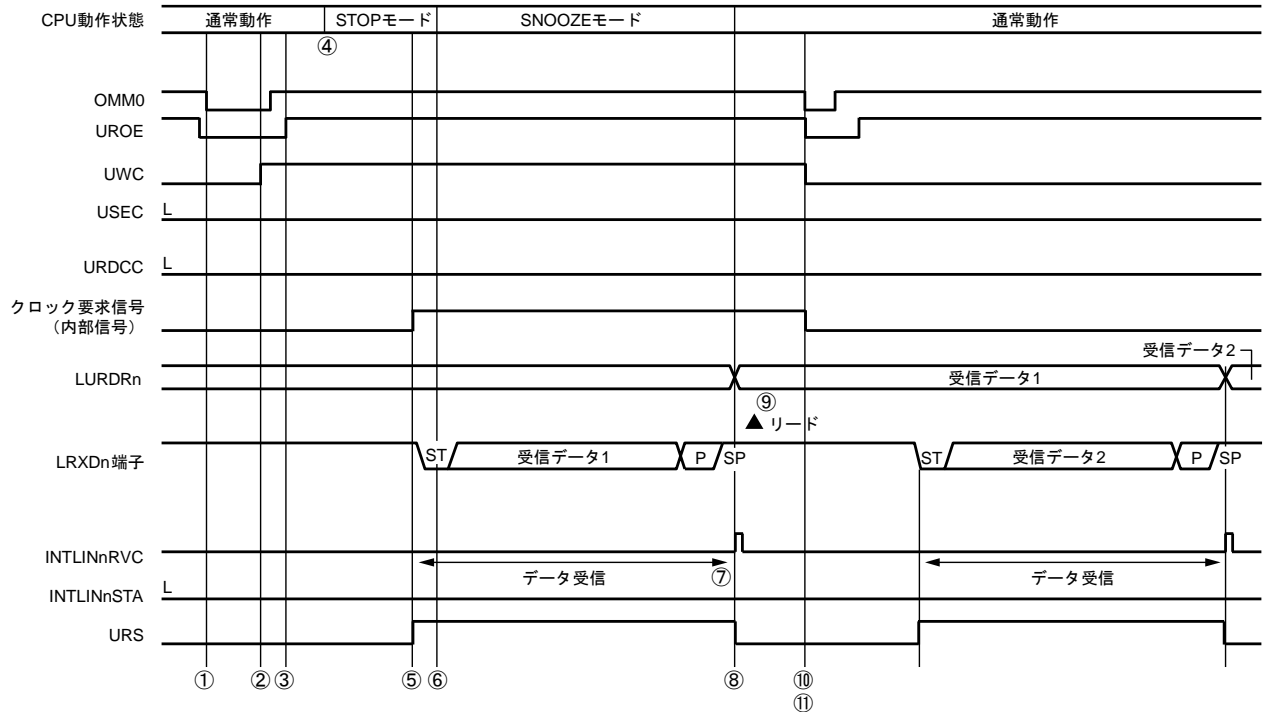 CPU動作状態 通常動作 STOPモード SNOOZEモード 通常動作
④
OMM0
UROE
UWC
USEC L
URDCC L
クロック要求信号
（内部信号）
受信データ2
LURDRn 受信データ1
⑨
▲ リード
LRXDn端子 ST 受信データ1 P SP ST 受信データ2 P SP
INTLINnRVC
データ受信 ⑦ データ受信
INTLINnSTA L
URS
① ② ③ ⑤ ⑥ ⑧ ⑩
⑪